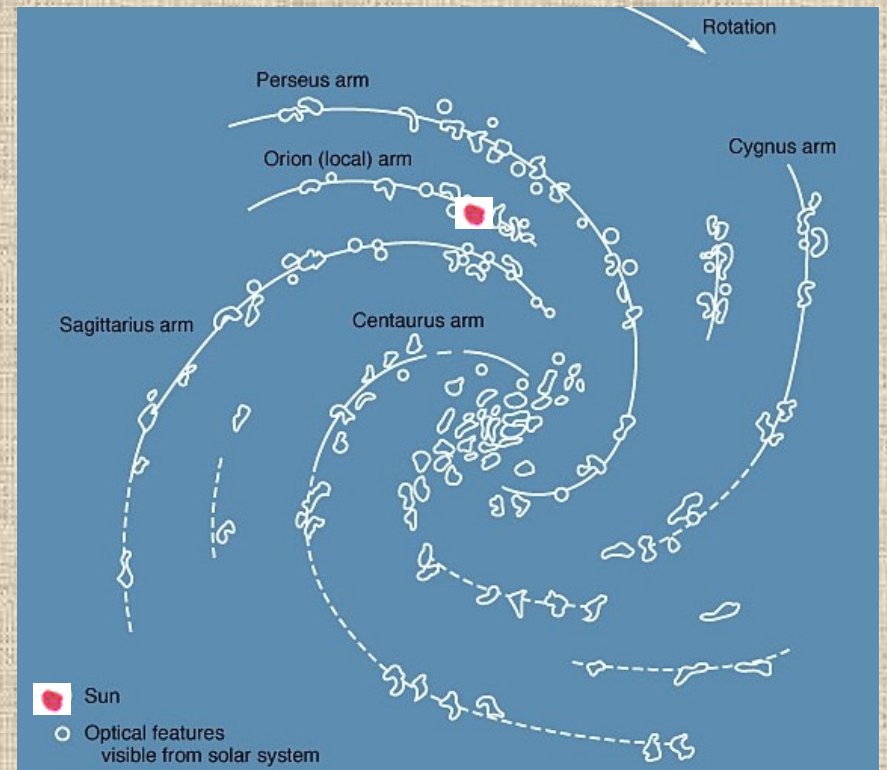 Rotation
Perseus arm
Cygnus arm
Orion (local) arm
Sagittarius arm
Centaurus arm
Sun
Optical features
visible from solar system